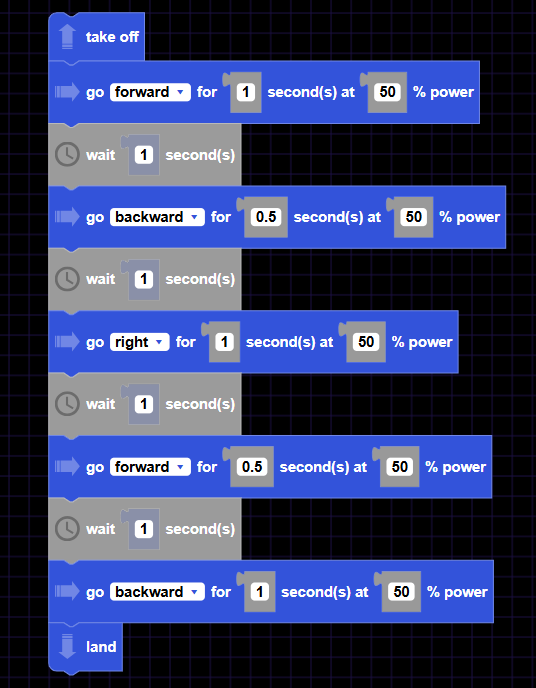 take off
go forward for 1 second(s) at 50 % power
wait 1 second(s)
go backward for 0.5 second(s) at 50 % power
wait 1 second(s)
go right for 1 second(s) at 50 % power
wait 1 second(s)
go forward for 0.5 second(s) at 50 % power
wait 1 second(s)
go backward for 1 second(s) at 50 % power
land